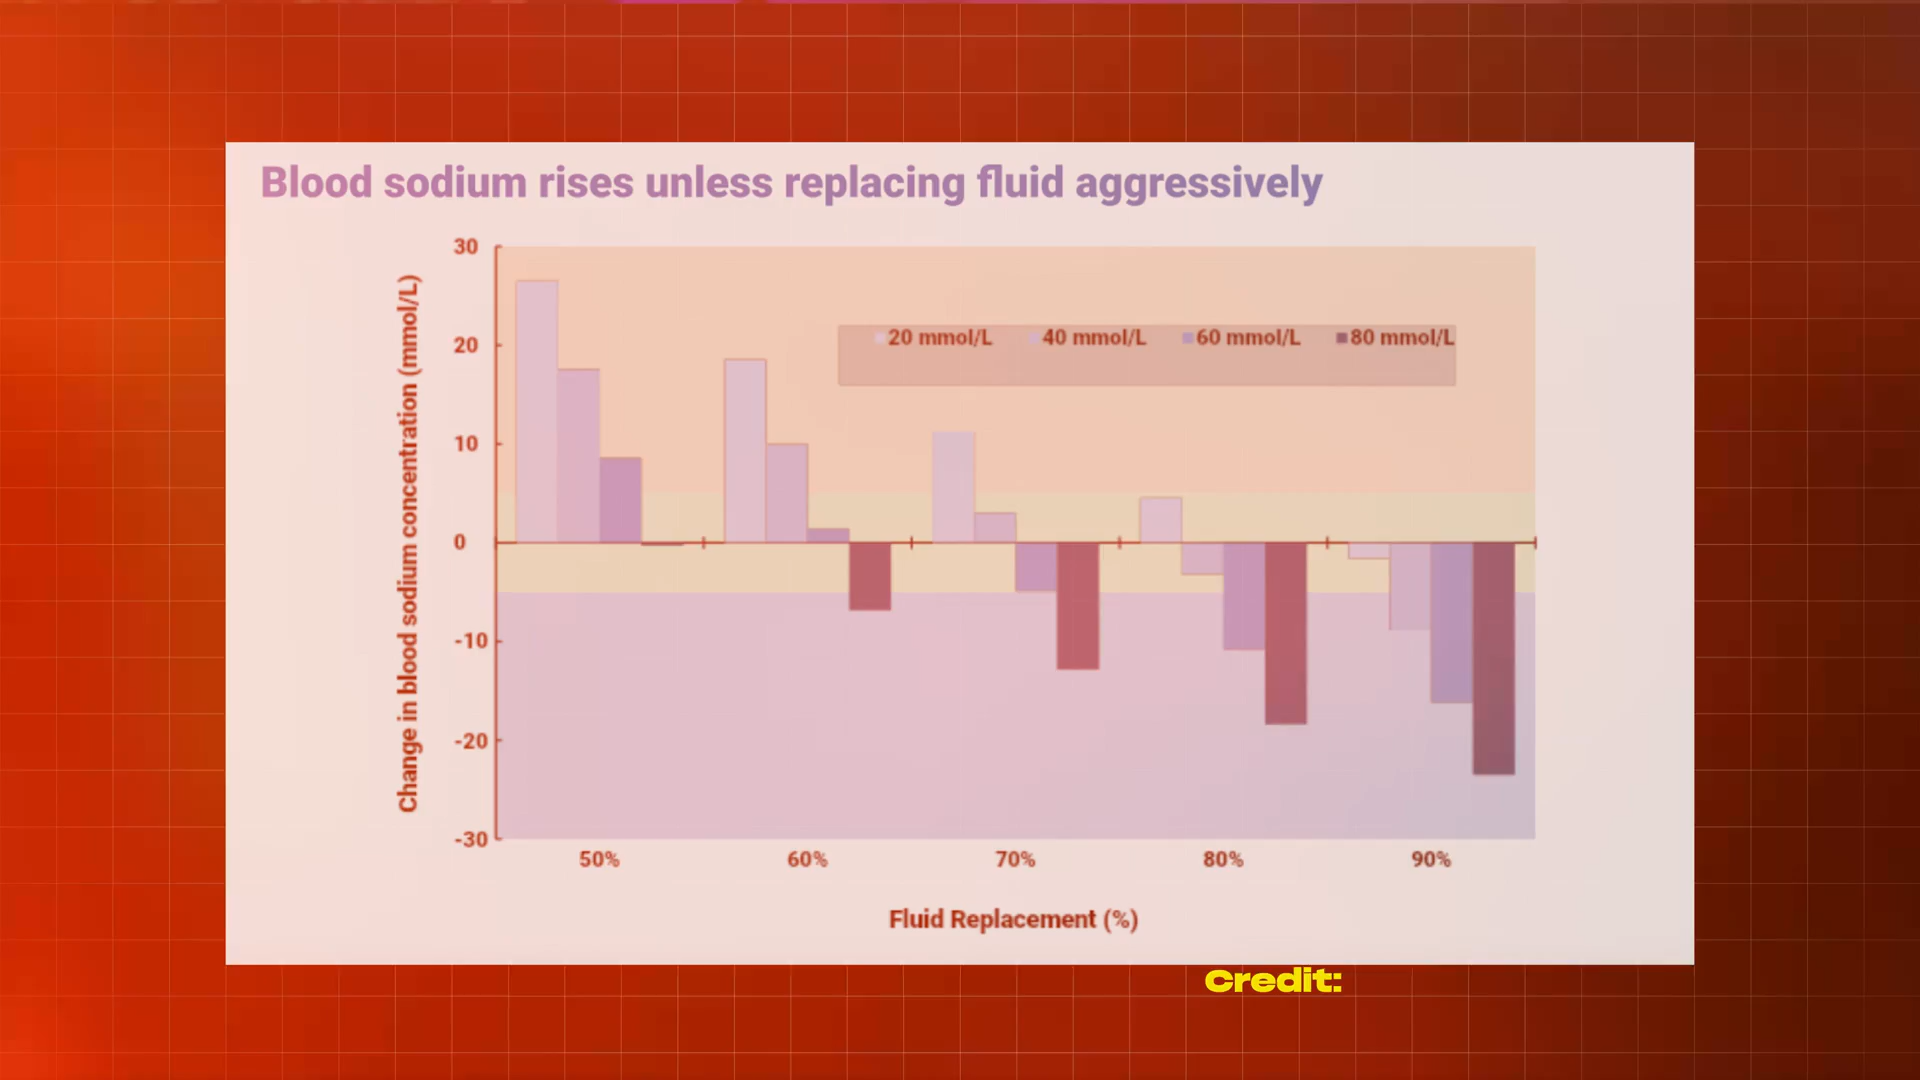 Blood sodium rises unless replacing fluid aggressively
Change in blood sodium concentration (mmol/L)
30
20
10
0
-10
-20
-30
20 mmol/L 40 mmol/L 60 mmol/L 80 mmol/L
50% 60% 70% 80% 90%
Fluid Replacement (%)
Credit: